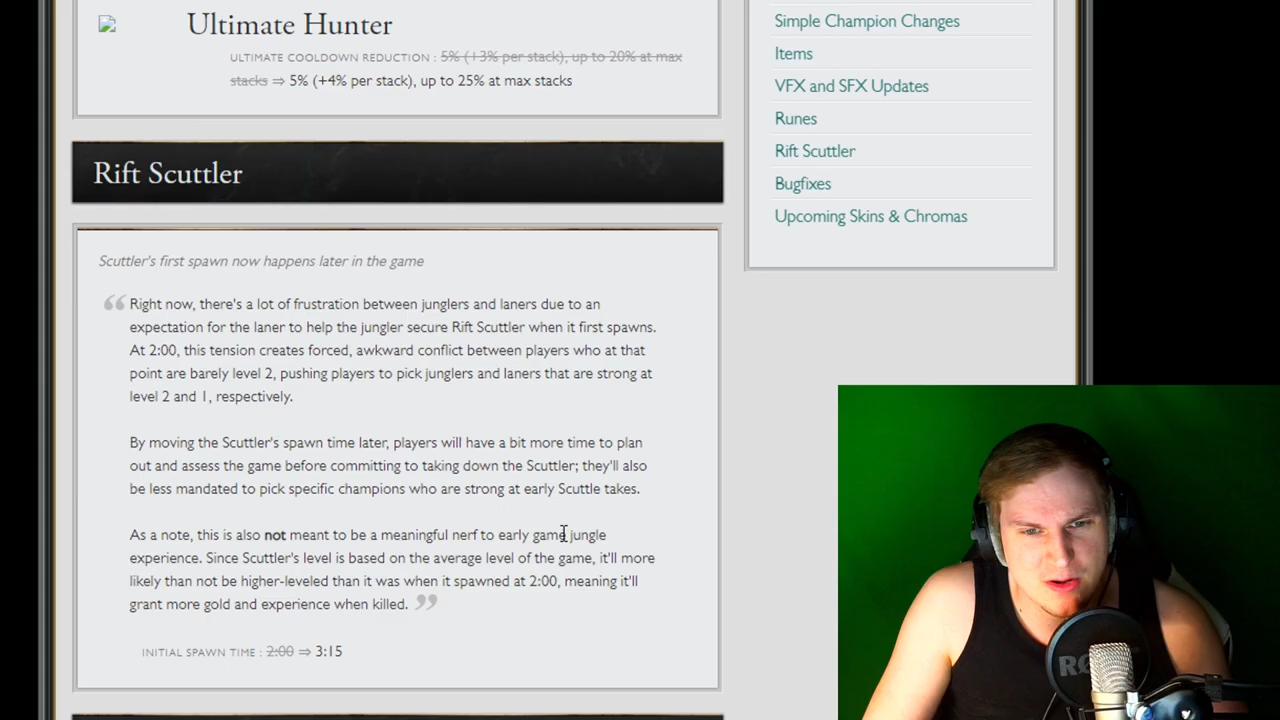 Ultimate Hunter
ULTIMATE COOLDOWN REDUCTION : 5% (+3% per stack), up to 20% at max
stacks ⇒ 5% (+4% per stack), up to 25% at max stacks
Rift Scuttler
Scuttler's first spawn now happens later in the game
“ Right now, there's a lot of frustration between junglers and laners due to an
expectation for the laner to help the jungler secure Rift Scuttler when it first spawns.
At 2:00, this tension creates forced, awkward conflict between players who at that
point are barely level 2, pushing players to pick junglers and laners that are strong at
level 2 and 1, respectively.
By moving the Scuttler's spawn time later, players will have a bit more time to plan
out and assess the game before committing to taking down the Scuttler; they'll also
be less mandated to pick specific champions who are strong at early Scuttle takes.
As a note, this is also not meant to be a meaningful nerf to early game jungle
experience. Since Scuttler's level is based on the average level of the game, it'll more
likely than not be higher-leveled than it was when it spawned at 2:00, meaning it'll
grant more gold and experience when killed. ”
INITIAL SPAWN TIME : 2:00 ⇒ 3:15
Simple Champion Changes
Items
VFX and SFX Updates
Runes
Rift Scuttler
Bugfixes
Upcoming Skins & Chromas